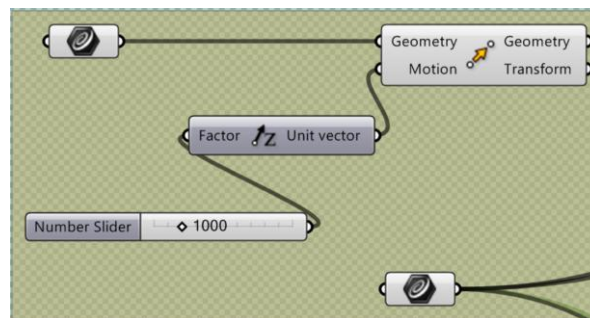 Geometry Geometry
Motion Transform
Factor Z Unit vector
Number Slider 1000